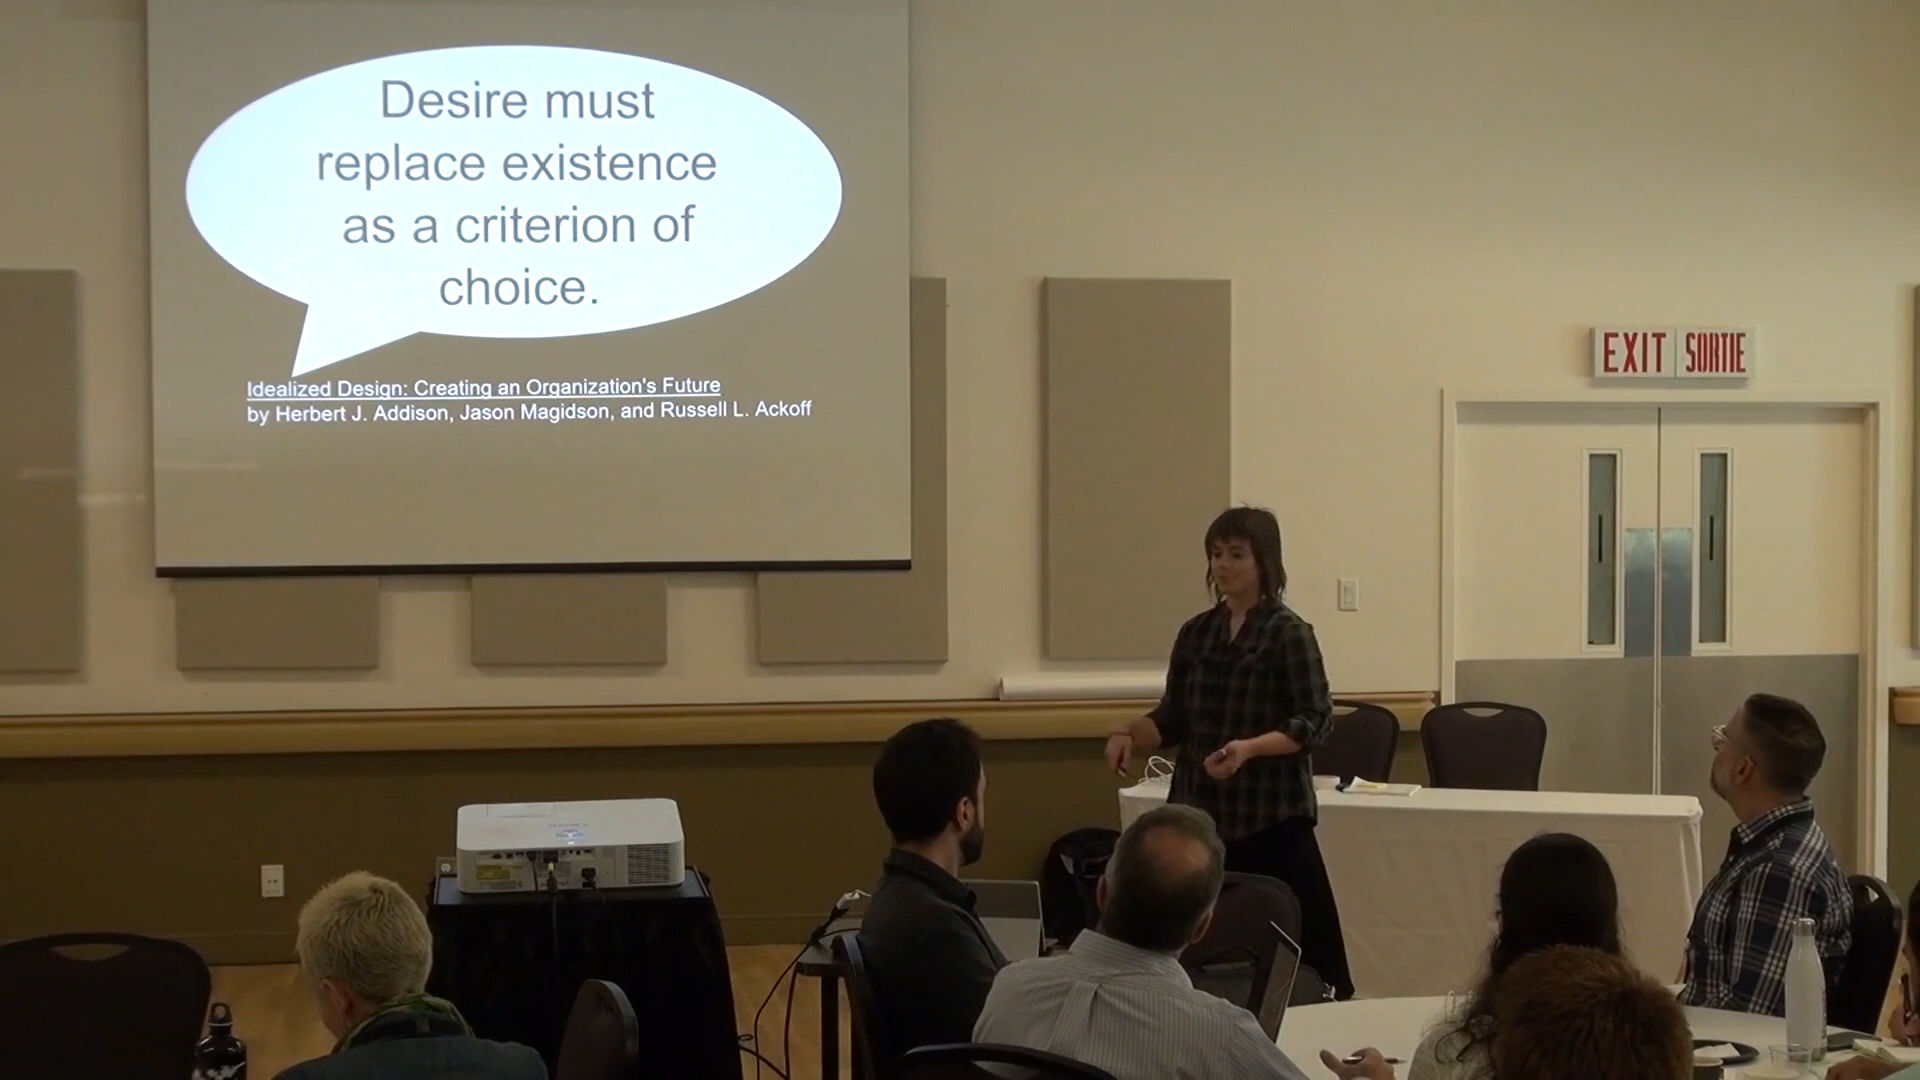 Desire must
replace existence
as a criterion of
choice.
Idealized Design: Creating an Organization's Future
by Herbert J. Addison, Jason Magidson, and Russell L. Ackoff
EXIT SORTIE